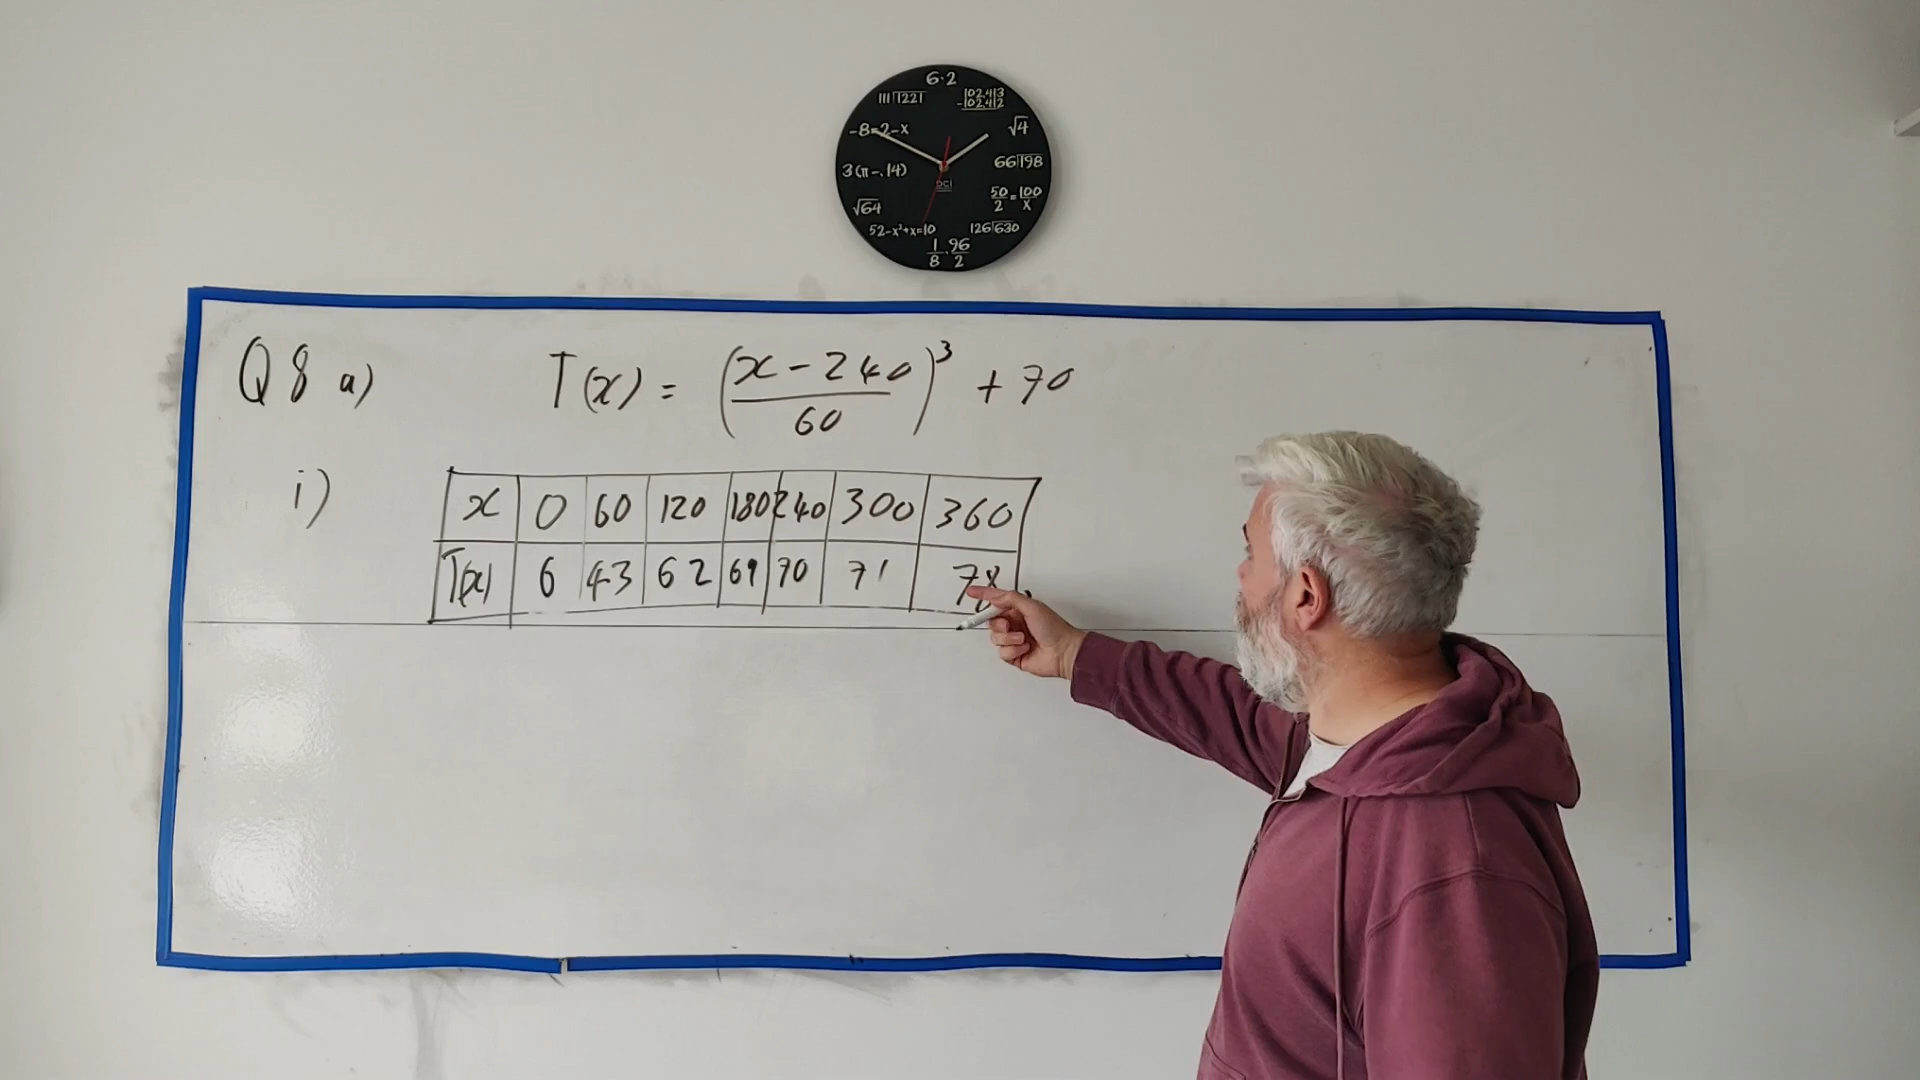 6·2
111⟌1221
102,413
-102,412
-8=2-x
√4
3(π-.14)
66⟌198
50/2 = 100/x
√64
DCI
52-x²+x=10
126⟌630
1/8 · 96/2
Q8 a) T(x) = ((x - 240)/60)³ + 70
i)
x 0 60 120 180 240 300 360
T(x) 6 43 62 69 70 71 78